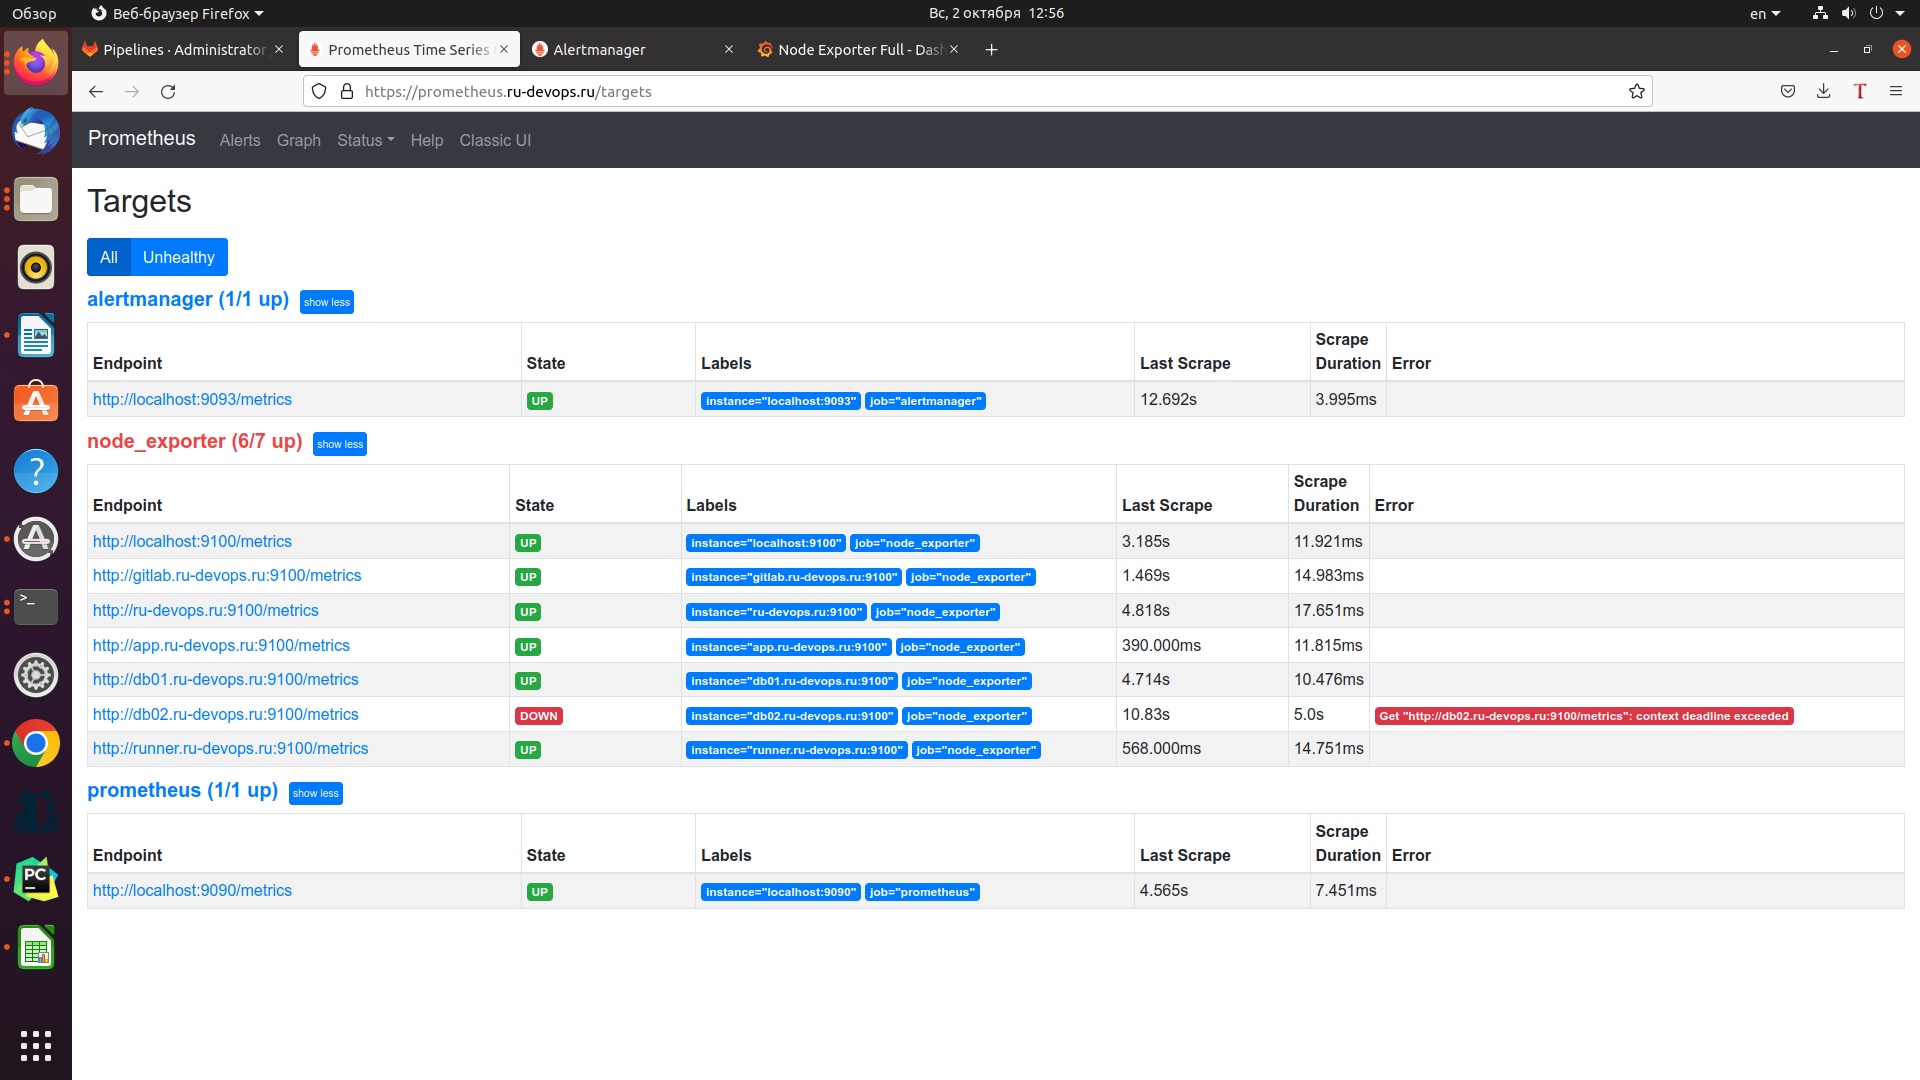 Обзор Веб-браузер Firefox Вс, 2 октября 12:56 en
Pipelines · Administrator Prometheus Time Series Alertmanager Node Exporter Full - Dash
https://prometheus.ru-devops.ru/targets
Prometheus Alerts Graph Status Help Classic UI
Targets
All Unhealthy
alertmanager (1/1 up) show less
Endpoint State Labels Last Scrape Scrape Duration Error
http://localhost:9093/metrics UP instance="localhost:9093" job="alertmanager" 12.692s 3.995ms
node_exporter (6/7 up) show less
Endpoint State Labels Last Scrape Scrape Duration Error
http://localhost:9100/metrics UP instance="localhost:9100" job="node_exporter" 3.185s 11.921ms
http://gitlab.ru-devops.ru:9100/metrics UP instance="gitlab.ru-devops.ru:9100" job="node_exporter" 1.469s 14.983ms
http://ru-devops.ru:9100/metrics UP instance="ru-devops.ru:9100" job="node_exporter" 4.818s 17.651ms
http://app.ru-devops.ru:9100/metrics UP instance="app.ru-devops.ru:9100" job="node_exporter" 390.000ms 11.815ms
http://db01.ru-devops.ru:9100/metrics UP instance="db01.ru-devops.ru:9100" job="node_exporter" 4.714s 10.476ms
http://db02.ru-devops.ru:9100/metrics DOWN instance="db02.ru-devops.ru:9100" job="node_exporter" 10.83s 5.0s Get "http://db02.ru-devops.ru:9100/metrics": context deadline exceeded
http://runner.ru-devops.ru:9100/metrics UP instance="runner.ru-devops.ru:9100" job="node_exporter" 568.000ms 14.751ms
prometheus (1/1 up) show less
Endpoint State Labels Last Scrape Scrape Duration Error
http://localhost:9090/metrics UP instance="localhost:9090" job="prometheus" 4.565s 7.451ms